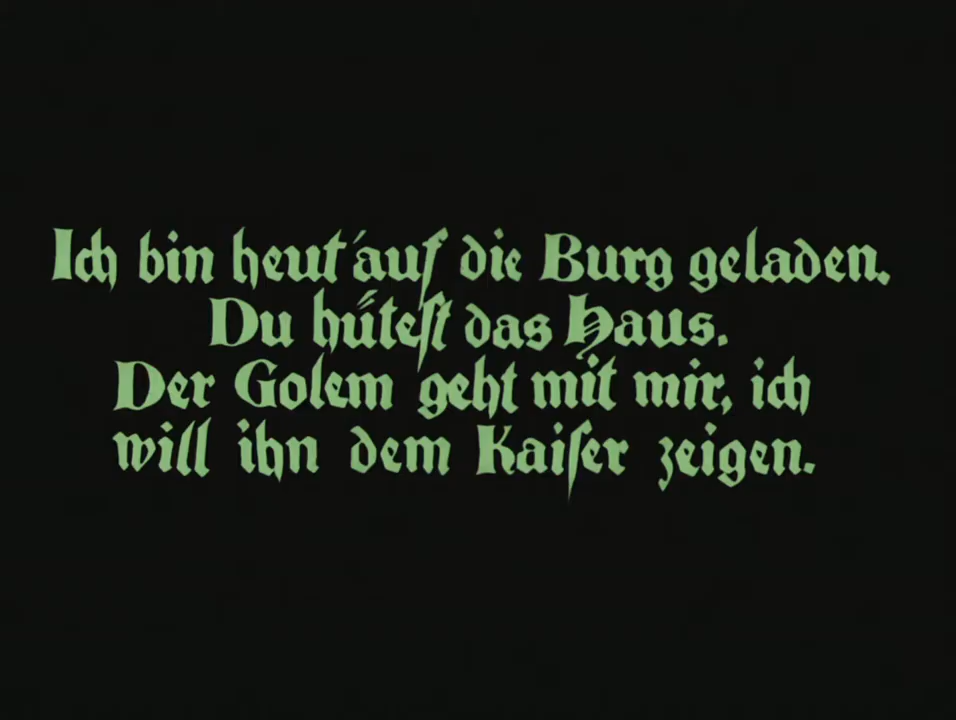 Ich bin heut' auf die Burg geladen.
Du hütest das Haus.
Der Golem geht mit mir, ich
will ihn dem Kaiſer zeigen.